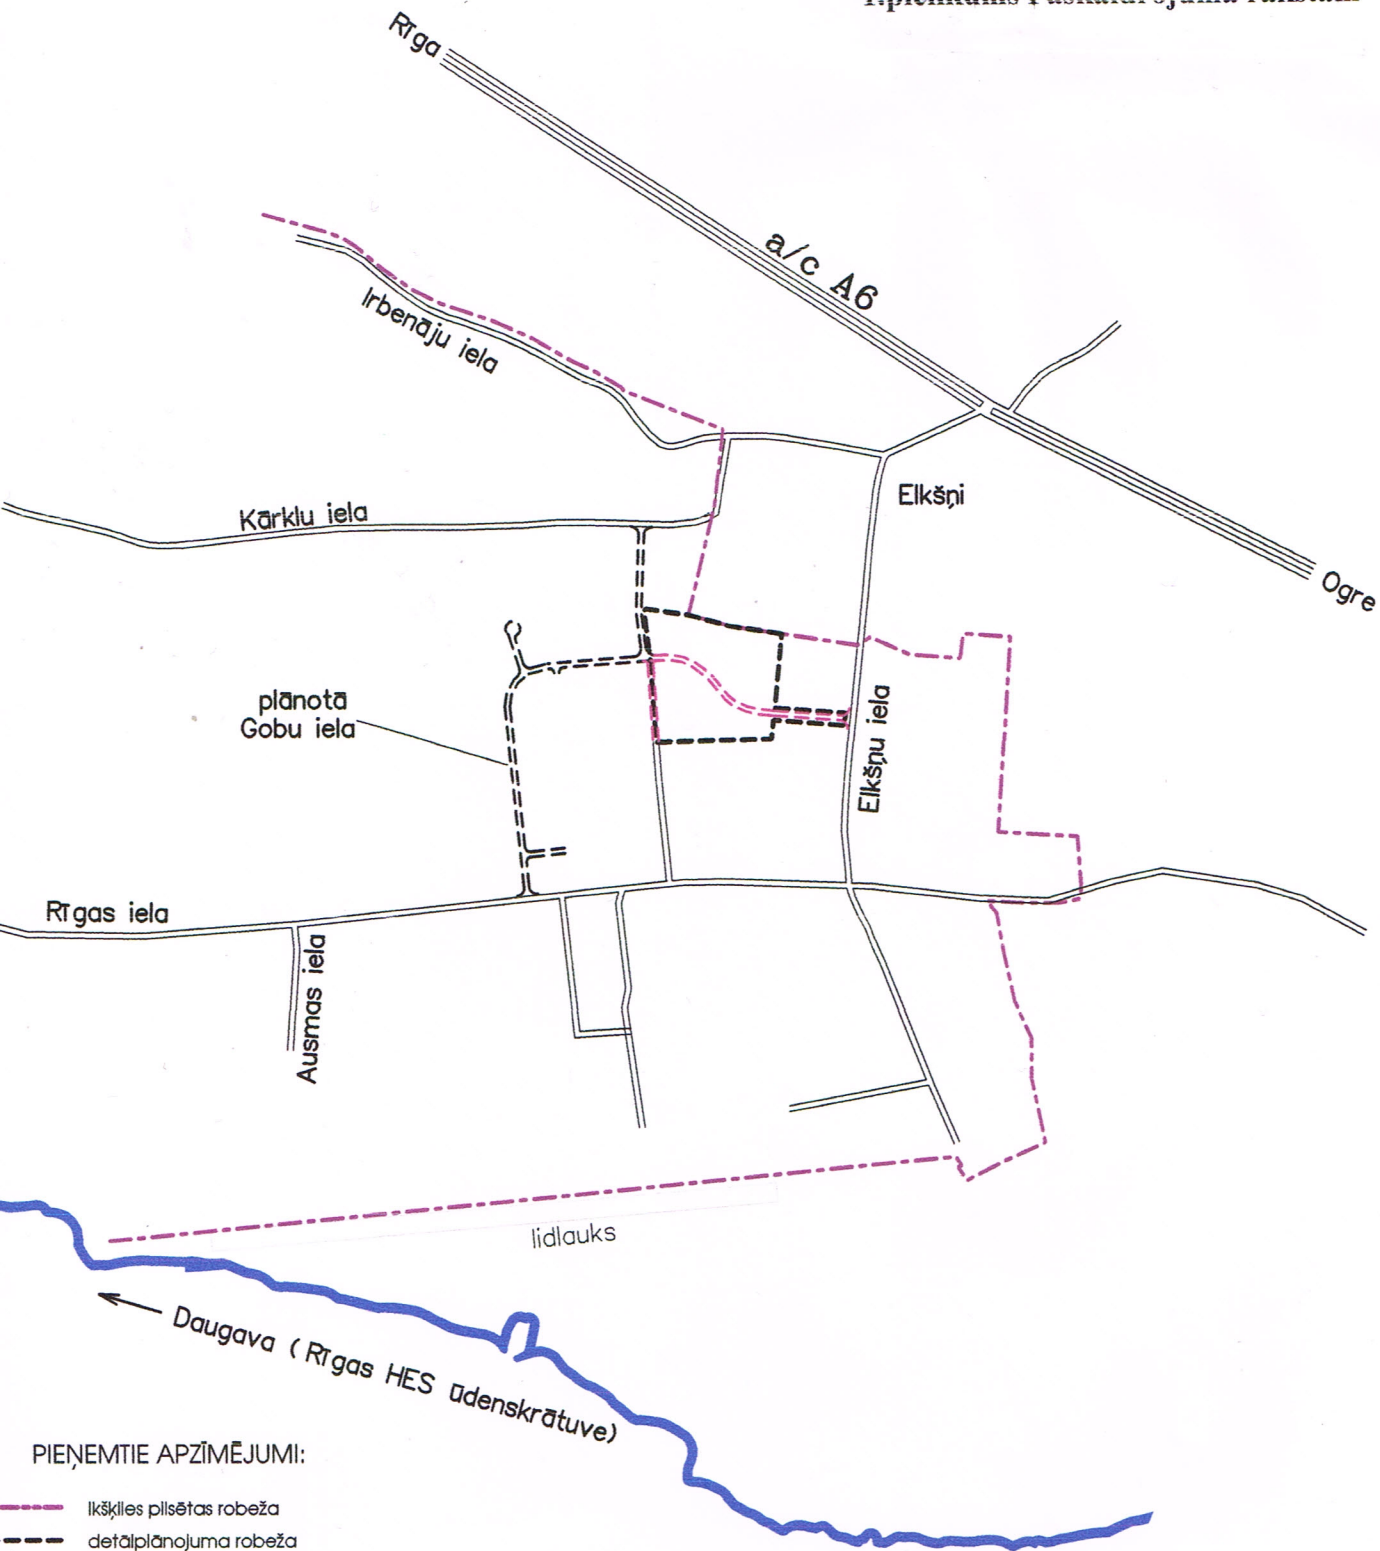 Rīga
a/c A6
Irbenāju iela
Elkšņi
Kārklu iela
Ogre
plānotā
Gobu iela
Elkšņu iela
Rīgas iela
Ausmas iela
lidlauks
Daugava (Rīgas HES ūdenskrātuve)
PIEŅEMTIE APZĪMĒJUMI:
Ikšķiles pilsētas robeža
detālplānojuma robeža